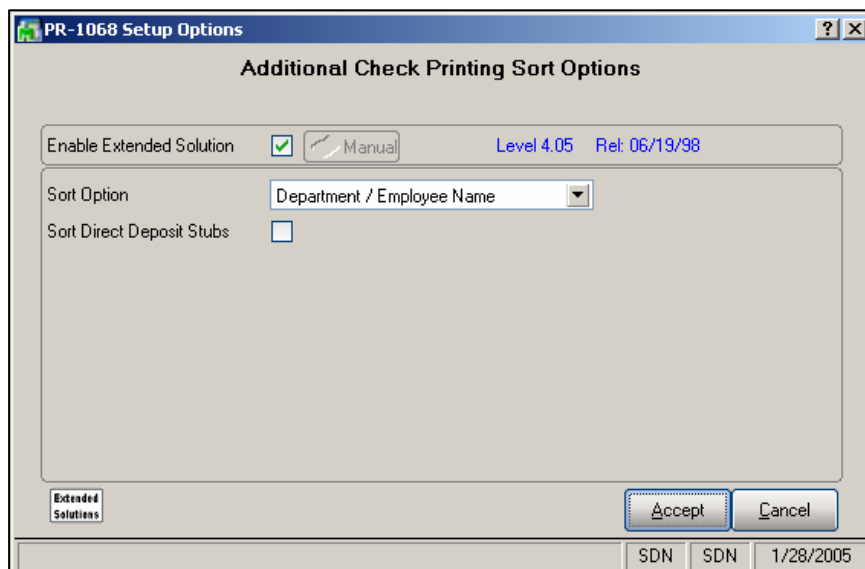 PR-1068 Setup Options
Additional Check Printing Sort Options
Enable Extended Solution Manual Level 4.05 Rel: 06/19/98
Sort Option Department / Employee Name
Sort Direct Deposit Stubs
Extended
Solutions
Accept Cancel
SDN SDN 1/28/2005